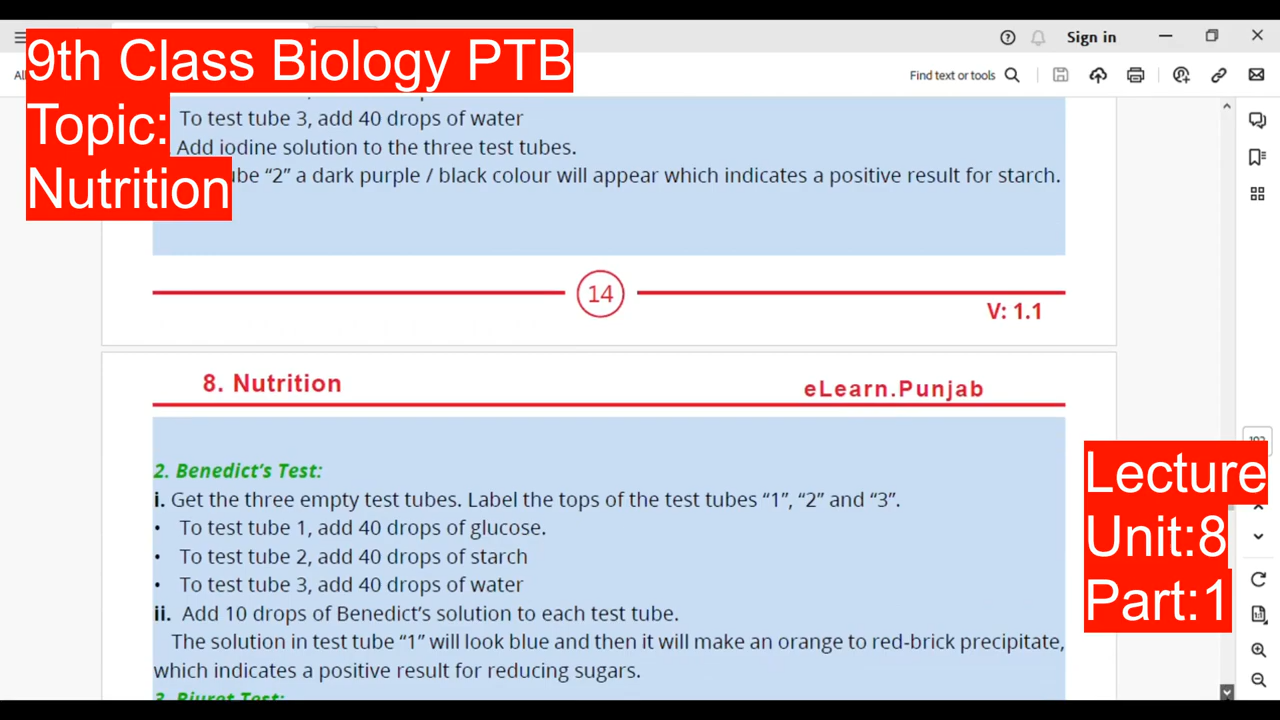 9th Class Biology PTB
Topic:
Nutrition
Sign in
Find text or tools
To test tube 3, add 40 drops of water
Add iodine solution to the three test tubes.
ube “2” a dark purple / black colour will appear which indicates a positive result for starch.
14
V: 1.1
8. Nutrition
eLearn.Punjab
2. Benedict’s Test:
i. Get the three empty test tubes. Label the tops of the test tubes “1”, “2” and “3”.
• To test tube 1, add 40 drops of glucose.
• To test tube 2, add 40 drops of starch
• To test tube 3, add 40 drops of water
ii. Add 10 drops of Benedict’s solution to each test tube.
The solution in test tube “1” will look blue and then it will make an orange to red-brick precipitate,
which indicates a positive result for reducing sugars.
3. Biuret Test:
Lecture
Unit:8
Part:1